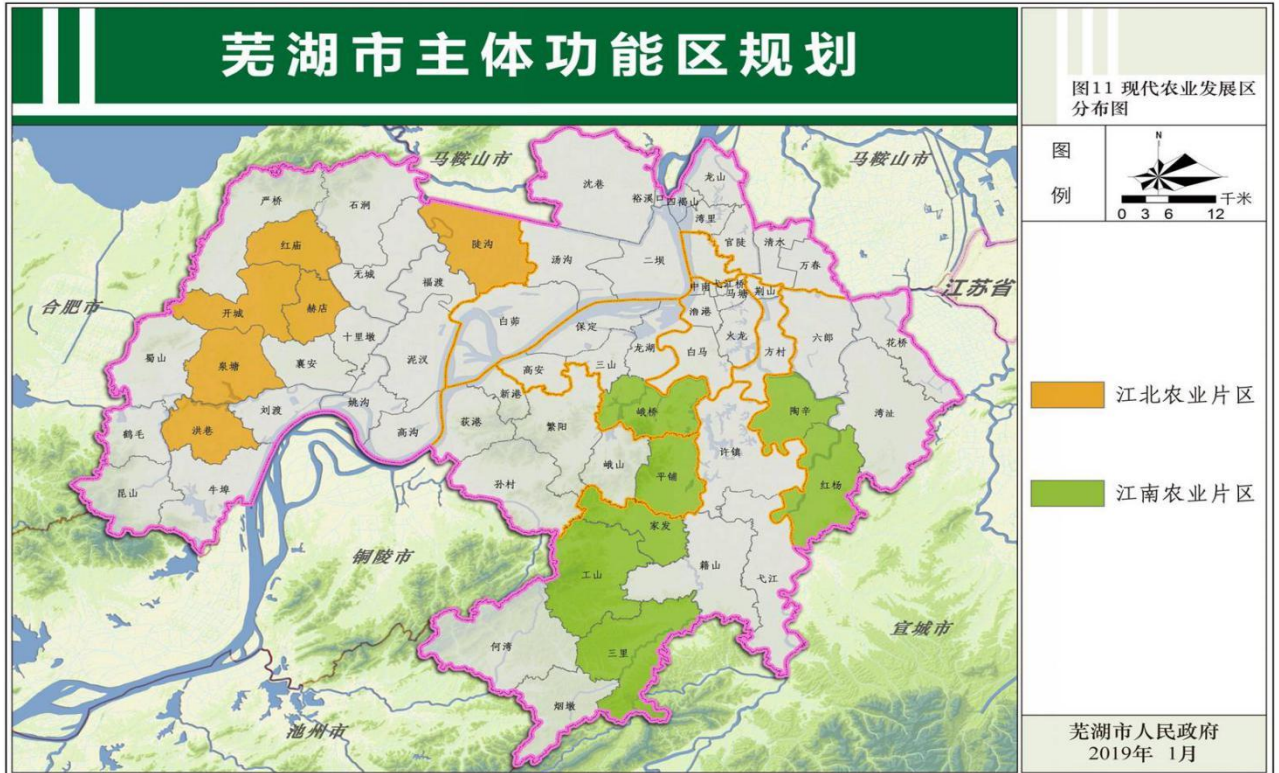 芜湖市主体功能区规划
图11 现代农业发展区
分布图
图
例
N
千米
0 3 6 12
江北农业片区
江南农业片区
芜湖市人民政府
2019年 1月
马鞍山市
马鞍山市
合肥市
江苏省
铜陵市
宣城市
池州市
沈巷
龙山
裕溪口
四褐山
湾里
严桥
石涧
红庙
陡沟
汤沟
二坝
官陡
清水
万春
无城
福渡
开城
赫店
白茆
保定
中南
弋江桥
马塘
荆山
澛港
十里墩
泥汊
龙湖
白马
火龙
方村
六郎
花桥
蜀山
泉塘
襄安
高安
三山
新港
刘渡
姚沟
高沟
荻港
繁阳
峨桥
陶辛
湾沚
鹤毛
洪巷
峨山
平铺
许镇
红杨
昆山
牛埠
孙村
家发
工山
籍山
弋江
何湾
三里
烟墩